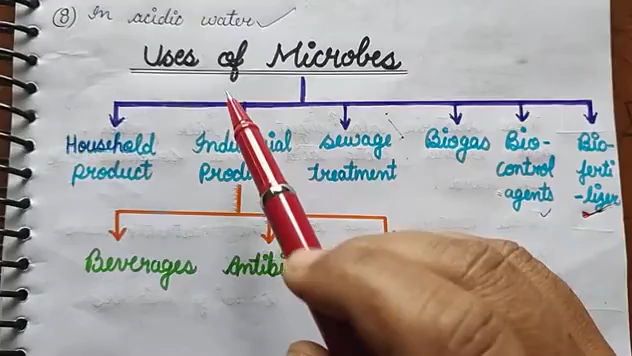 ⑧ In acidic water ✓
Uses of Microbes
Household product
sewage treatment
Biogas
Bio-control agents ✓
Bio-ferti-lizer
Beverages